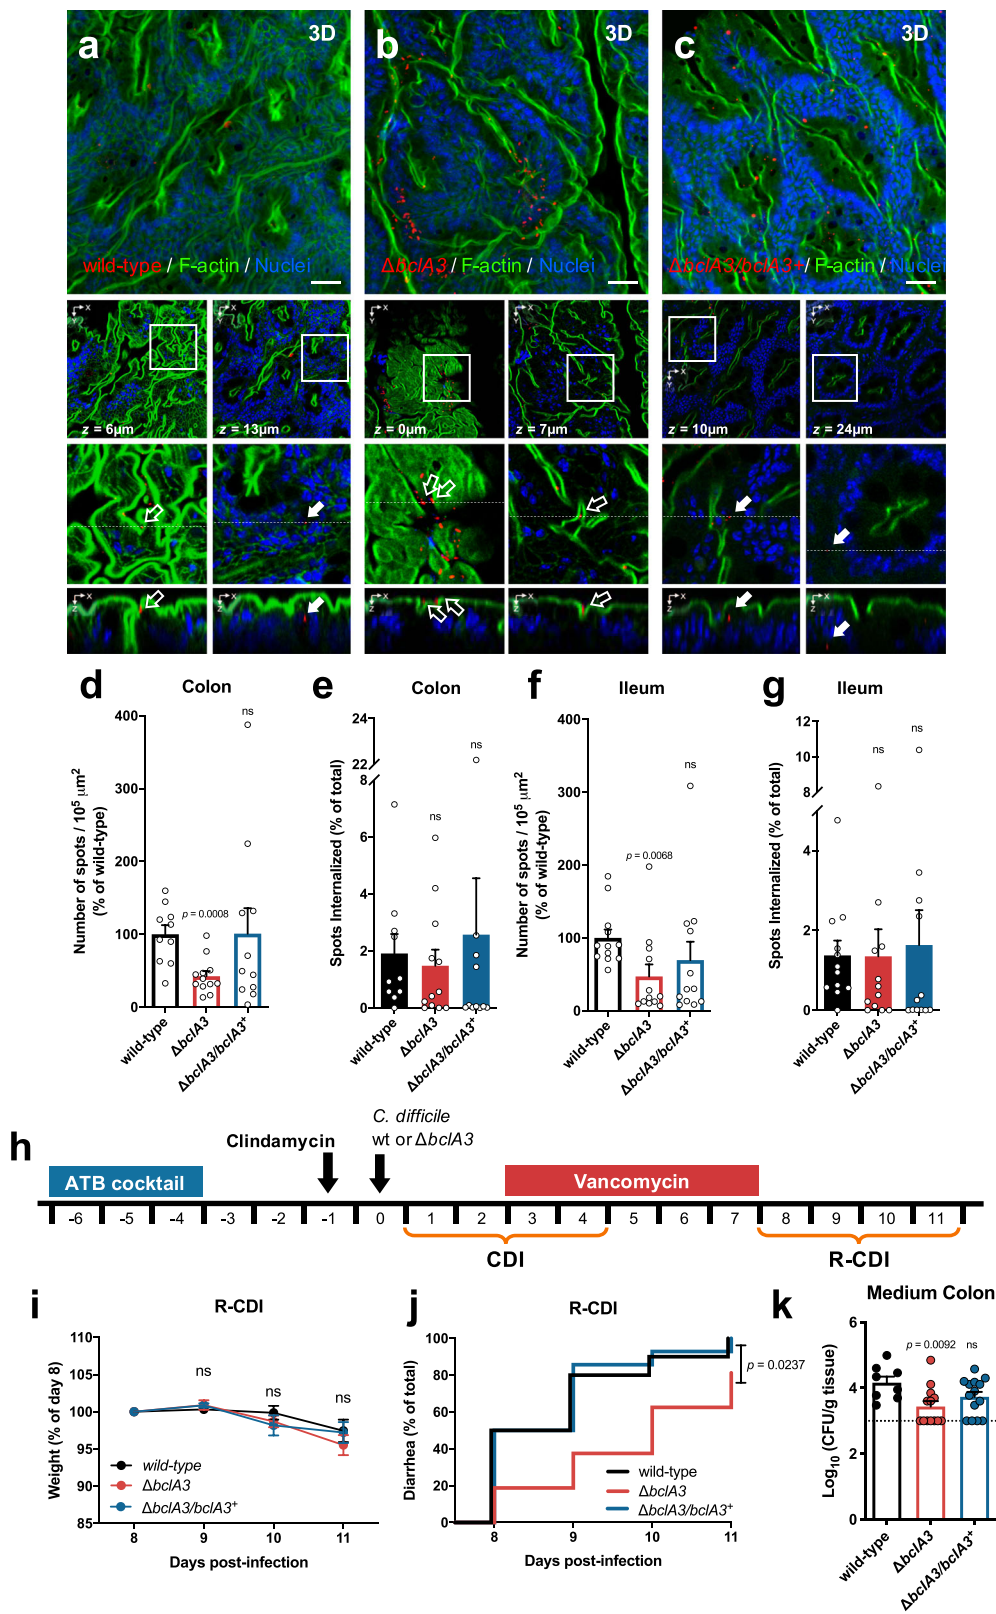 a
3D
wild-type / F-actin / Nuclei
b
3D
ΔbclA3 / F-actin / Nuclei
c
3D
ΔbclA3/bclA3+ / F-actin / Nuclei
X
Y
z = 6µm
X
Y
z = 13µm
X
Y
z = 0µm
X
Y
z = 7µm
X
Y
z = 10µm
X
Y
z = 24µm
X
Z
X
Z
X
Z
X
Z
X
Z
X
Z
d
Colon
Number of spots / 10⁵ µm²
(% of wild-type)
400
300
200
100
0
p = 0.0008
ns
wild-type
ΔbclA3
ΔbclA3/bclA3⁺
e
Colon
Spots Internalized (% of total)
24
22
8
6
4
2
0
ns
ns
wild-type
ΔbclA3
ΔbclA3/bclA3⁺
f
Ileum
Number of spots / 10⁵ µm²
(% of wild-type)
400
300
200
100
0
p = 0.0068
ns
wild-type
ΔbclA3
ΔbclA3/bclA3⁺
g
Ileum
Spots Internalized (% of total)
12
10
8
4
2
0
ns
ns
wild-type
ΔbclA3
ΔbclA3/bclA3⁺
h
Clindamycin
C. difficile
wt or ΔbclA3
ATB cocktail
Vancomycin
-6 -5 -4 -3 -2 -1 0 1 2 3 4 5 6 7 8 9 10 11
CDI
R-CDI
i
R-CDI
Weight (% of day 8)
110
105
100
95
90
85
ns
ns
ns
wild-type
ΔbclA3
ΔbclA3/bclA3⁺
8 9 10 11
Days post-infection
j
R-CDI
Diarrhea (% of total)
100
80
60
40
20
0
p = 0.0237
wild-type
ΔbclA3
ΔbclA3/bclA3⁺
8 9 10 11
Days post-infection
k
Medium Colon
Log₁₀ (CFU/g tissue)
6
4
2
0
p = 0.0092
ns
wild-type
ΔbclA3
ΔbclA3/bclA3⁺